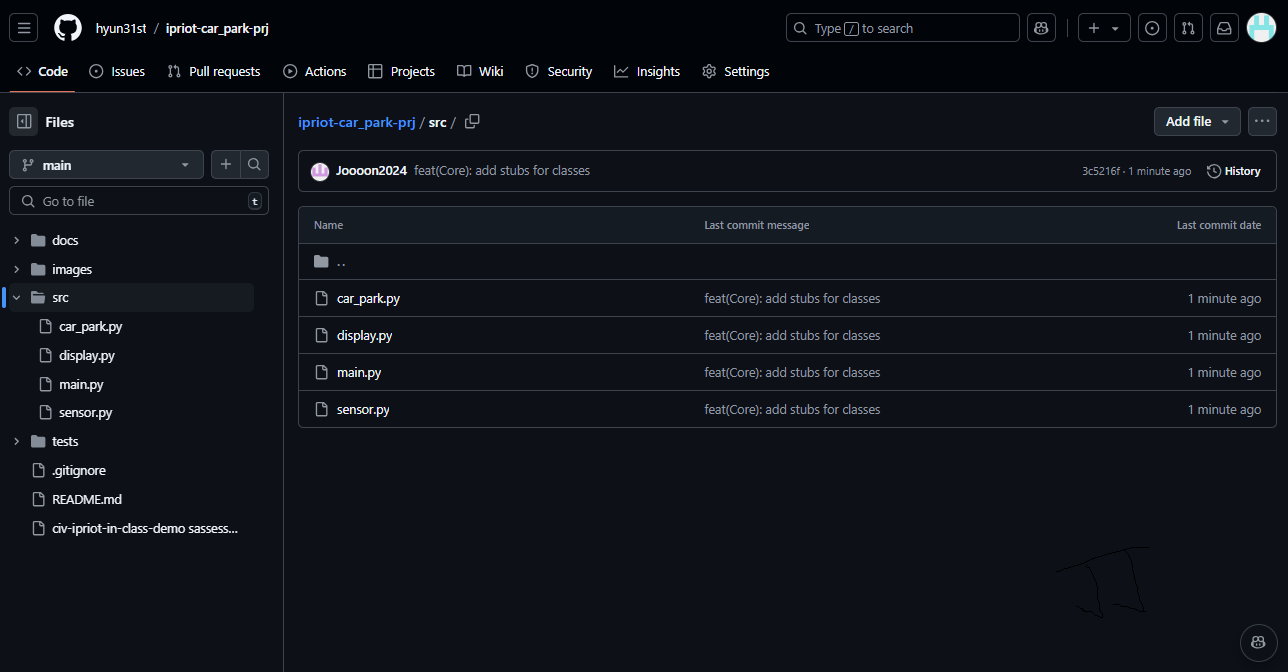 hyun31st / ipriot-car_park-prj
Type / to search
Code Issues Pull requests Actions Projects Wiki Security Insights Settings
Files
main
Go to file
t
docs
images
src
car_park.py
display.py
main.py
sensor.py
tests
.gitignore
README.md
civ-ipriot-in-class-demo sassess...
ipriot-car_park-prj / src /
Add file
Joooon2024 feat(Core): add stubs for classes 3c5216f · 1 minute ago History
Name Last commit message Last commit date
..
car_park.py feat(Core): add stubs for classes 1 minute ago
display.py feat(Core): add stubs for classes 1 minute ago
main.py feat(Core): add stubs for classes 1 minute ago
sensor.py feat(Core): add stubs for classes 1 minute ago